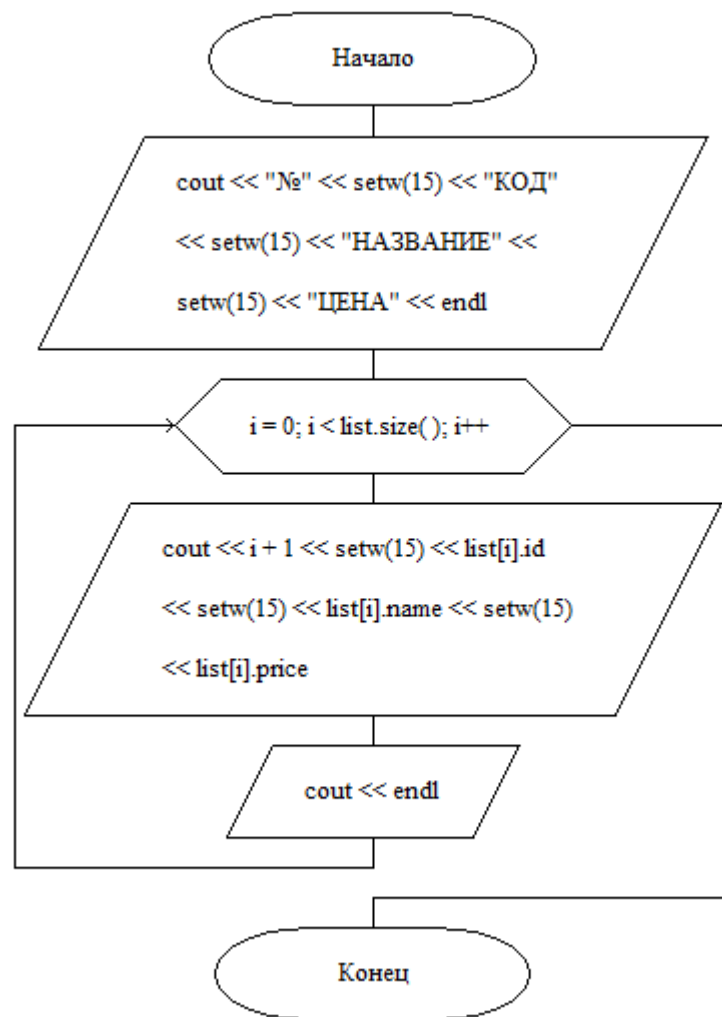 Начало
cout << "№" << setw(15) << "КОД"
<< setw(15) << "НАЗВАНИЕ" <<
setw(15) << "ЦЕНА" << endl
i = 0; i < list.size( ); i++
cout << i + 1 << setw(15) << list[i].id
<< setw(15) << list[i].name << setw(15)
<< list[i].price
cout << endl
Конец